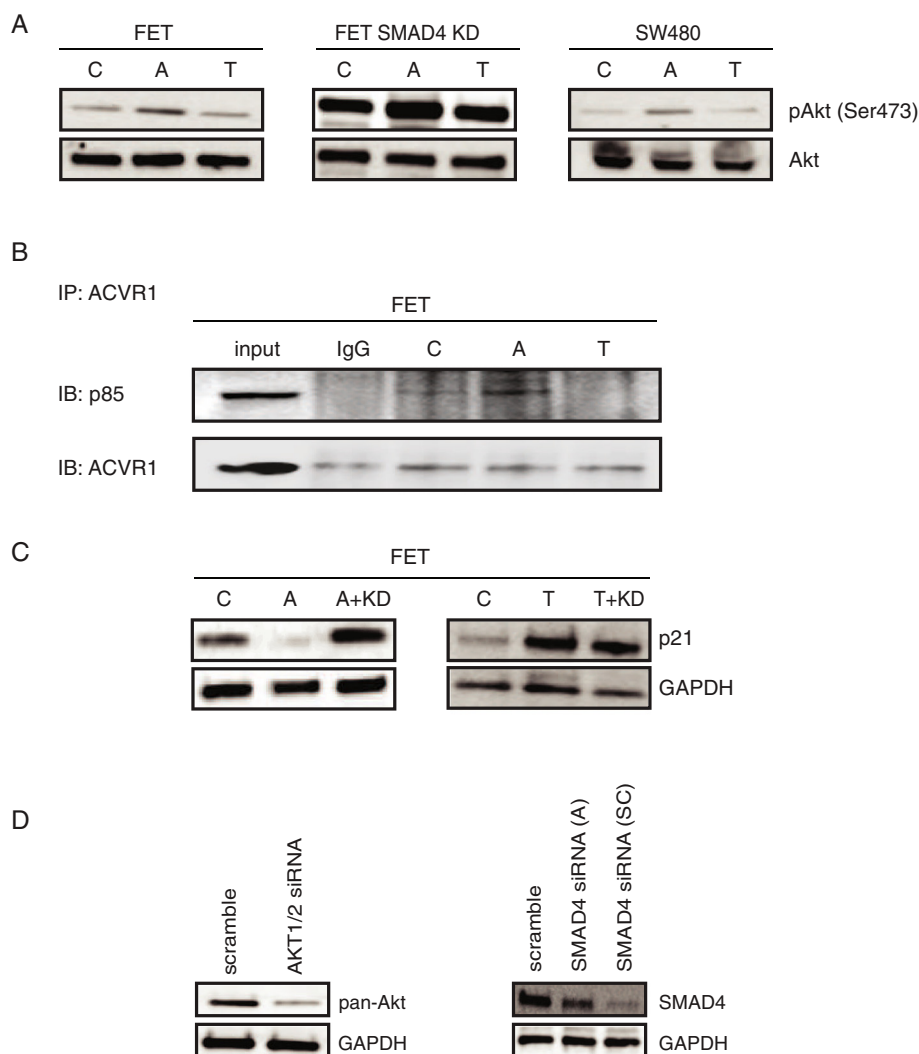 A
FET
FET SMAD4 KD
SW480
C A T
C A T
C A T
pAkt (Ser473)
Akt
B
IP: ACVR1
FET
input IgG C A T
IB: p85
IB: ACVR1
C
FET
C A A+KD
C T T+KD
p21
GAPDH
D
scramble
AKT1/2 siRNA
scramble
SMAD4 siRNA (A)
SMAD4 siRNA (SC)
pan-Akt
SMAD4
GAPDH
GAPDH